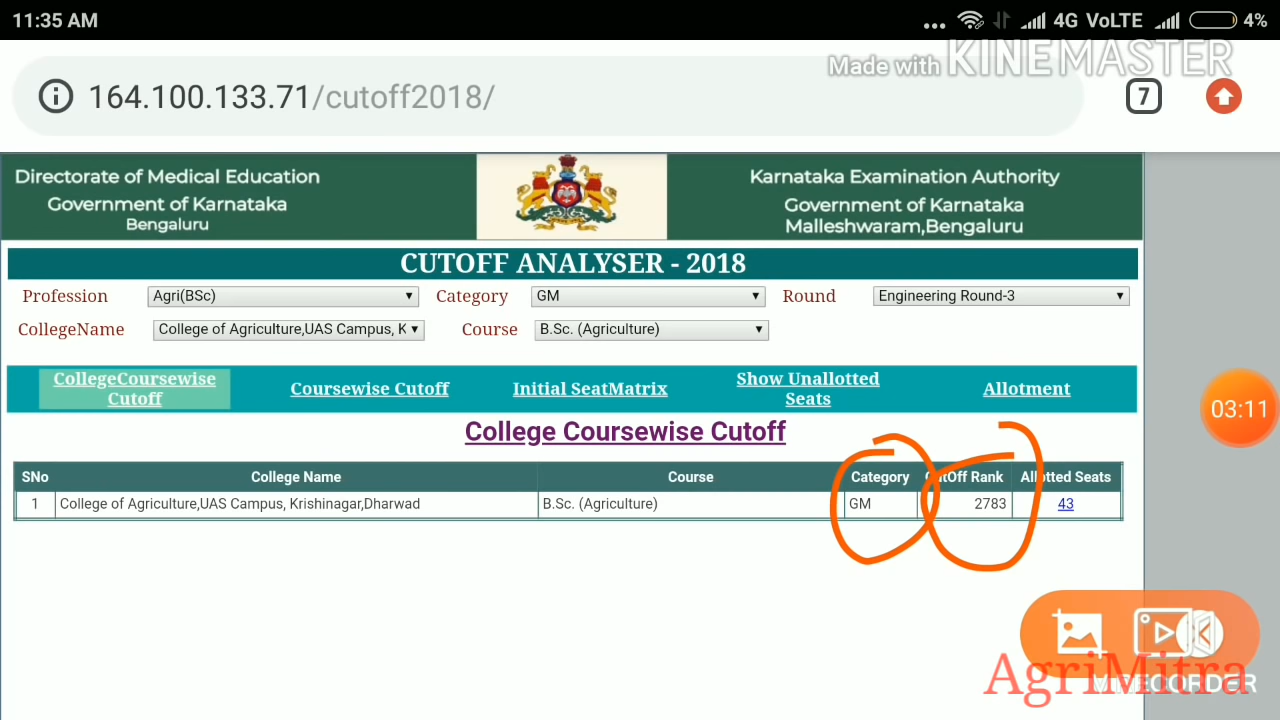 11:35 AM
... 4G VoLTE 4%
Made with KINEMASTER
164.100.133.71/cutoff2018/
7
Directorate of Medical Education
Government of Karnataka
Bengaluru
Karnataka Examination Authority
Government of Karnataka
Malleshwaram,Bengaluru
CUTOFF ANALYSER - 2018
Profession Agri(BSc) Category GM Round Engineering Round-3
CollegeName College of Agriculture,UAS Campus, K Course B.Sc. (Agriculture)
CollegeCoursewise Cutoff Coursewise Cutoff Initial SeatMatrix Show Unallotted Seats Allotment
03:11
College Coursewise Cutoff
SNo College Name Course Category CutOff Rank Allotted Seats
1 College of Agriculture,UAS Campus, Krishinagar,Dharwad B.Sc. (Agriculture) GM 2783 43
AgriMitra
RECORDER